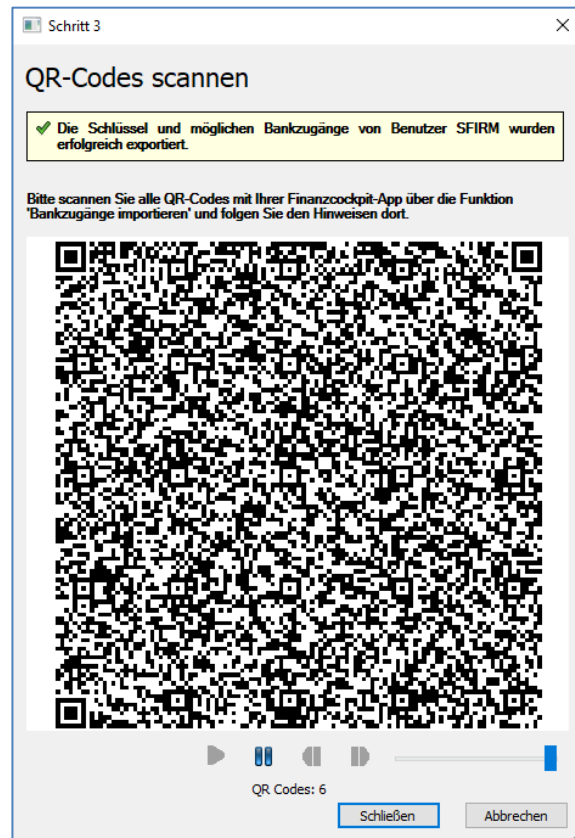 Schritt 3
QR-Codes scannen
Die Schlüssel und möglichen Bankzugänge von Benutzer SFIRM wurden
erfolgreich exportiert.
Bitte scannen Sie alle QR-Codes mit Ihrer Finanzcockpit-App über die Funktion
'Bankzugänge importieren' und folgen Sie den Hinweisen dort.
QR Codes: 6
Schließen
Abbrechen